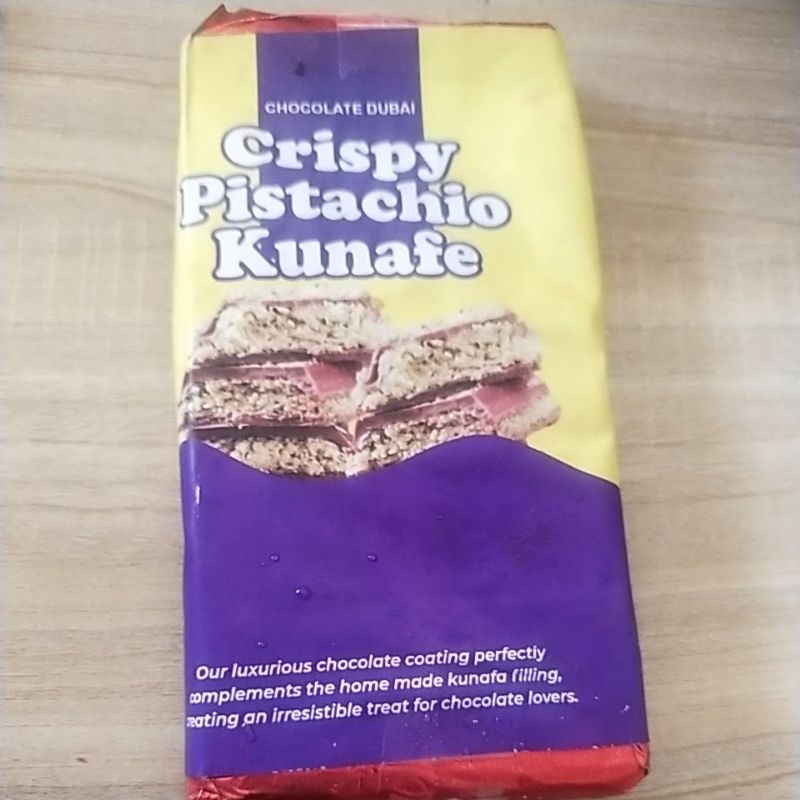 CHOCOLATE DUBAI
Crispy
Pistachio
Kunafe
Our luxurious chocolate coating perfectly
complements the home made kunafa filling,
reating an irresistible treat for chocolate lovers.